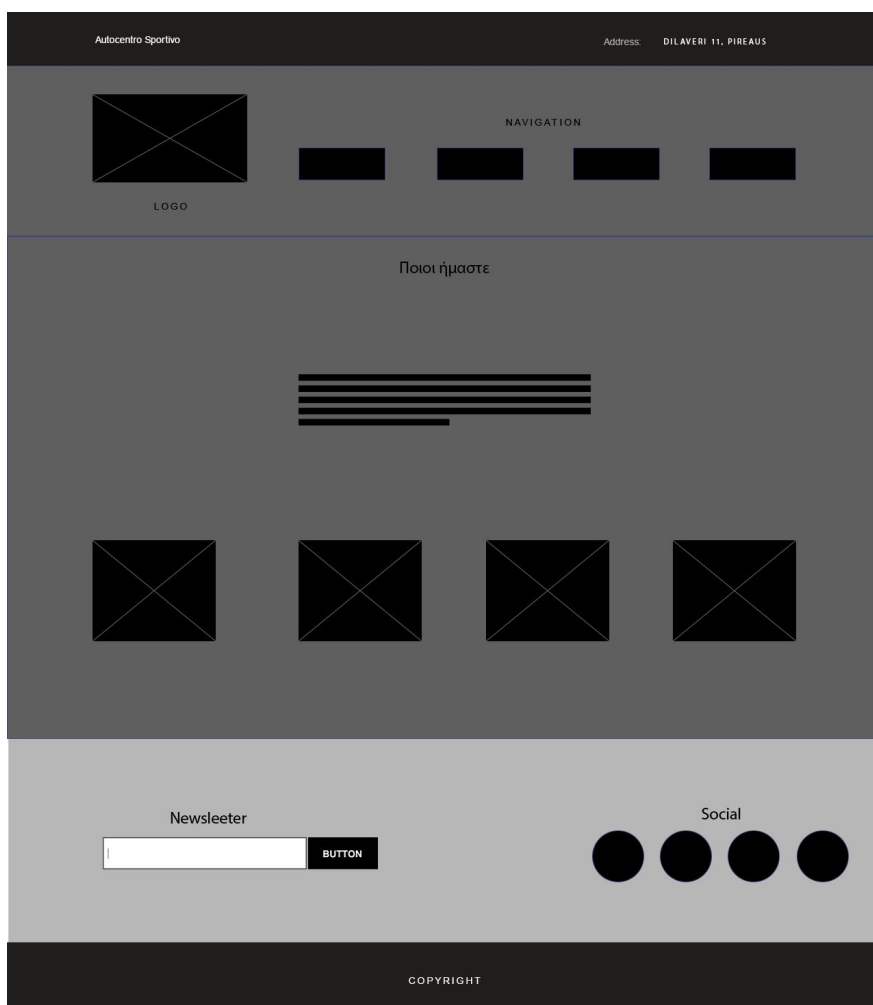 Autocentro Sportivo
Address: DILAVERI 11, PIREAUS
NAVIGATION
LOGO
Ποιοι ήμαστε
Newsleeter
Social
BUTTON
COPYRIGHT